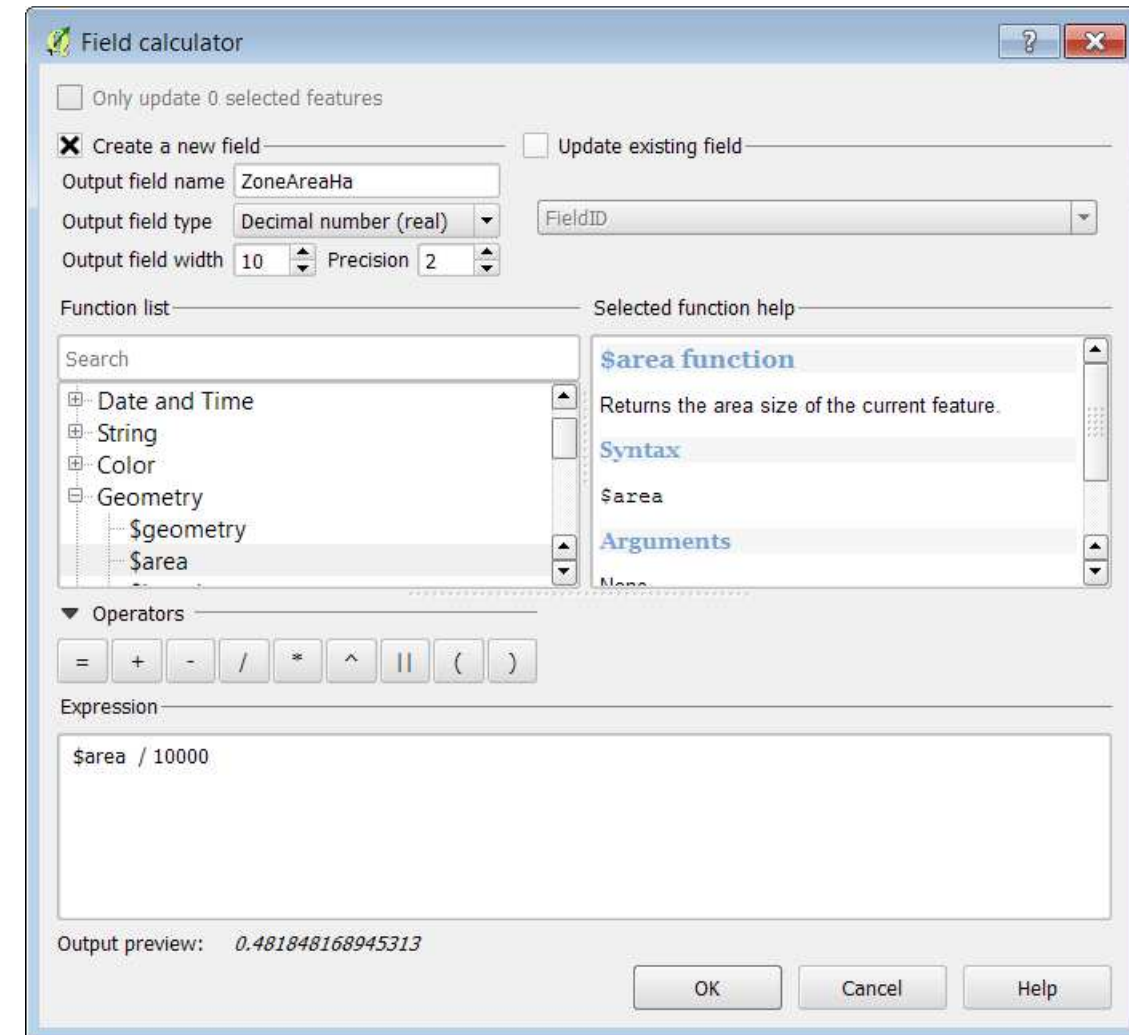 Field calculator
Only update 0 selected features
Create a new field
Update existing field
Output field name ZoneAreaHa
Output field type Decimal number (real)
FieldID
Output field width 10 Precision 2
Function list
Selected function help
Search
Date and Time
String
Color
Geometry
$geometry
$area
$area function
Returns the area size of the current feature.
Syntax
$area
Arguments
None
Operators
= + - / * ^ || ( )
Expression
$area / 10000
Output preview: 0.481848168945313
OK Cancel Help